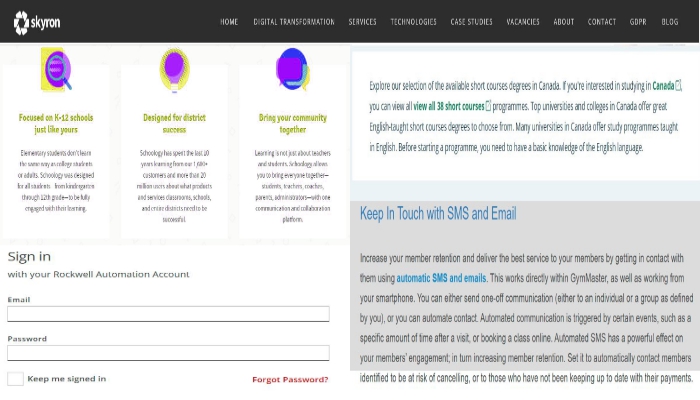 skyron
HOME DIGITAL TRANSFORMATION SERVICES TECHNOLOGIES CASE STUDIES VACANCIES ABOUT CONTACT GDPR BLOG
Focused on K-12 schools
just like yours
Elementary students don't learn
the same way as college students
or adults. Schoology was designed
for all students - from kindergarten
through 12th grade—to be fully
engaged with their learning.
Designed for district
success
Schoology has spent the last 10
years learning from our 1,600+
customers and more than 20
million users about what products
and services classrooms, schools,
and entire districts need to be
successful.
Bring your community
together
Learning is not just about teachers
and students. Schoology allows
you to bring everyone together—
students, teachers, coaches,
parents, administrators—with one
communication and collaboration
platform.
Explore our selection of the available short courses degrees in Canada. If you're interested in studying in Canada,
you can view all view all 38 short courses programmes. Top universities and colleges in Canada offer great
English-taught short courses degrees to choose from. Many universities in Canada offer study programmes taught
in English. Before starting a programme, you need to have a basic knowledge of the English language.
Sign in
with your Rockwell Automation Account
Email
Password
Keep me signed in Forgot Password?
Keep In Touch with SMS and Email
Increase your member retention and deliver the best service to your members by getting in contact with
them using automatic SMS and emails. This works directly within GymMaster, as well as working from
your smartphone. You can either send one-off communication (either to an individual or a group as defined
by you), or you can automate contact. Automated communication is triggered by certain events, such as a
specific amount of time after a visit, or booking a class online. Automated SMS has a powerful effect on
your members' engagement; in turn increasing member retention. Set it to automatically contact members
identified to be at risk of cancelling, or to those who have not been keeping up to date with their payments.